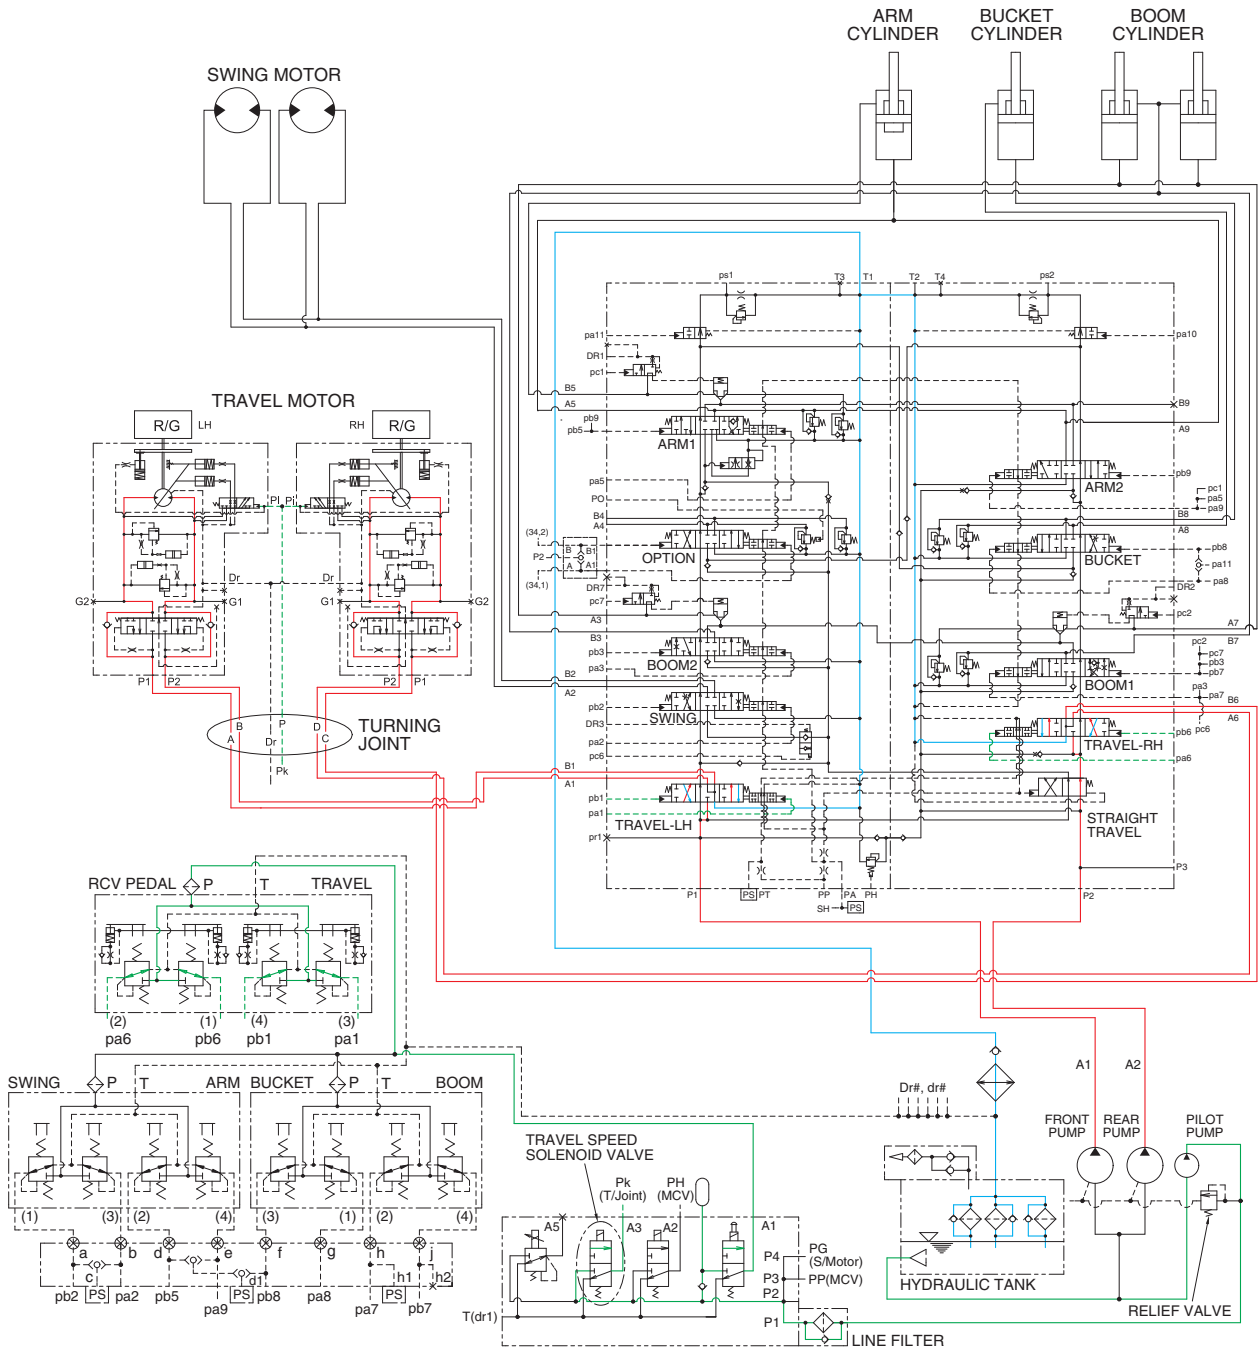 ARM
CYLINDER
BUCKET
CYLINDER
BOOM
CYLINDER
SWING MOTOR
ps1
T3
T1
T2
T4
ps2
pa11
pa10
DR1
pc1
B5
A5
pb9
pb5
ARM1
B9
A9
TRAVEL MOTOR
R/G
LH
RH
R/G
pb9
ARM2
pc1
pa5
pa9
pa5
PO
B4
A4
B8
A8
PI
P
(34,2)
P2
B
B1
A
A1
(34,1)
OPTION
BUCKET
pb8
pa11
pa8
Dr
Dr
DR7
pc7
DR2
pc2
G2
G1
G1
G2
A3
B3
pb3
pa3
BOOM2
A7
B7
pc2
pc7
pb3
pb7
BOOM1
pa3
pa7
B2
A2
pb2
SWING
B6
A6
pc6
P1
P2
P2
P1
B
P
D
A
Dr
C
TURNING
JOINT
Pk
DR3
pa2
pc6
TRAVEL-RH
pb6
pa6
B1
A1
pb1
pa1
TRAVEL-LH
STRAIGHT
TRAVEL
pr1
P3
P1
PS
PT
PP
PA
PH
P2
SH
PS
RCV PEDAL
P
T
TRAVEL
(2)
(1)
(4)
(3)
pa6
pb6
pb1
pa1
SWING
P
T
ARM
BUCKET
P
T
BOOM
(1)
(3)
(2)
(4)
(3)
(1)
(2)
(4)
a
b
d
e
f
g
h
j
c
d1
h1
h2
PS
PS
PS
pb2
pa2
pb5
pa9
pb8
pa8
pa7
pb7
TRAVEL SPEED
SOLENOID VALVE
Pk
(T/Joint)
PH
(MCV)
A5
A3
A2
A1
P4
P3
P2
P1
PG
(S/Motor)
PP(MCV)
T(dr1)
LINE FILTER
Dr#, dr#
A1
A2
FRONT
PUMP
REAR
PUMP
PILOT
PUMP
HYDRAULIC TANK
RELIEF VALVE